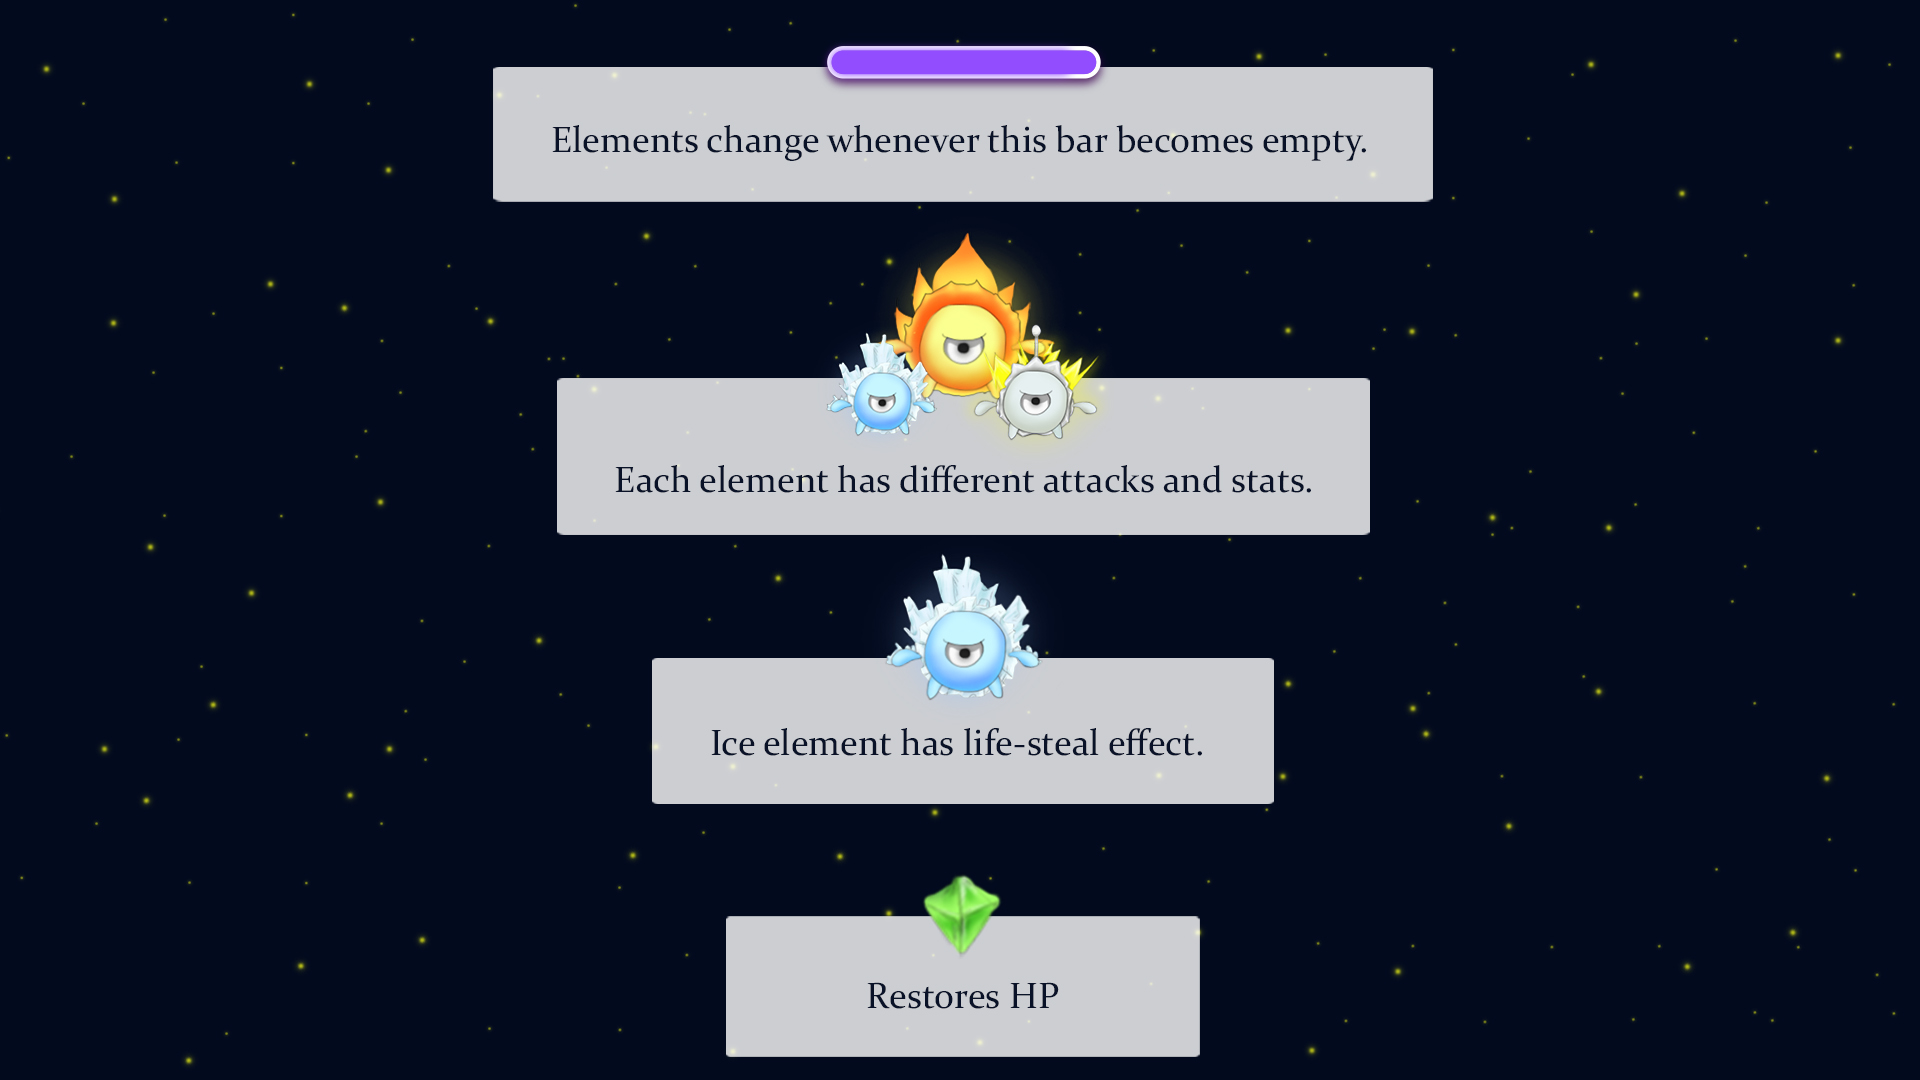 Elements change whenever this bar becomes empty.
Each element has different attacks and stats.
Ice element has life-steal effect.
Restores HP